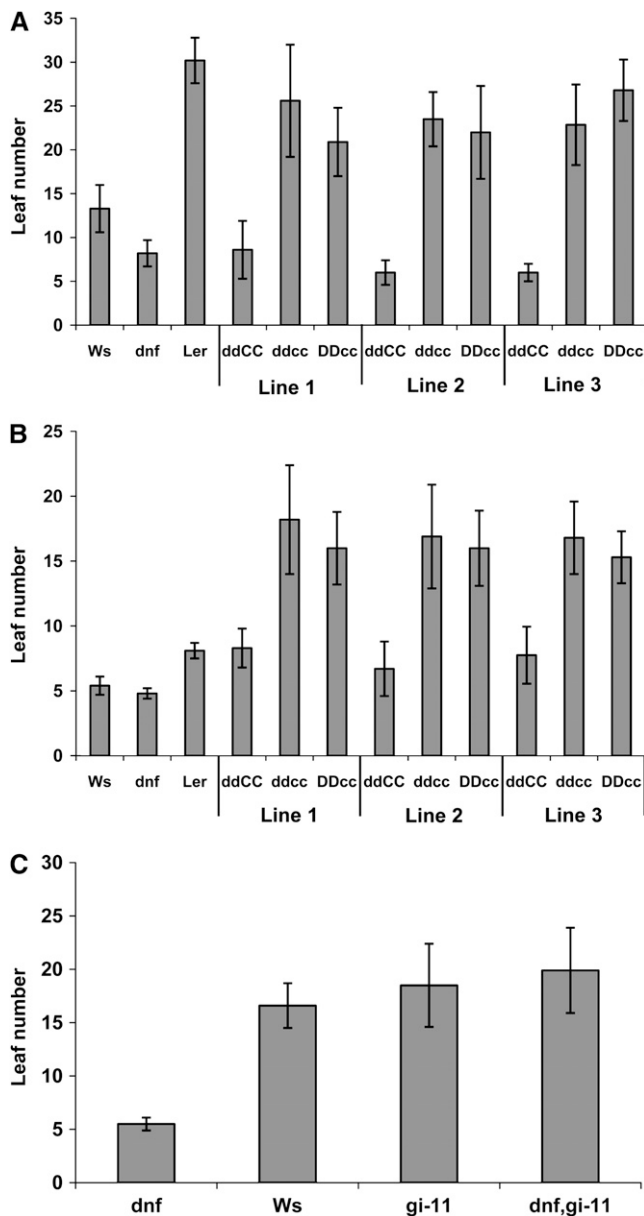 A
35
30
25
20
15
10
5
0
Leaf number
Ws dnf Ler ddCC ddcc DDcc ddCC ddcc DDcc ddCC ddcc DDcc
Line 1 Line 2 Line 3
B
25
20
15
10
5
0
Leaf number
Ws dnf Ler ddCC ddcc DDcc ddCC ddcc DDcc ddCC ddcc DDcc
Line 1 Line 2 Line 3
C
30
25
20
15
10
5
0
Leaf number
dnf Ws gi-11 dnf,gi-11